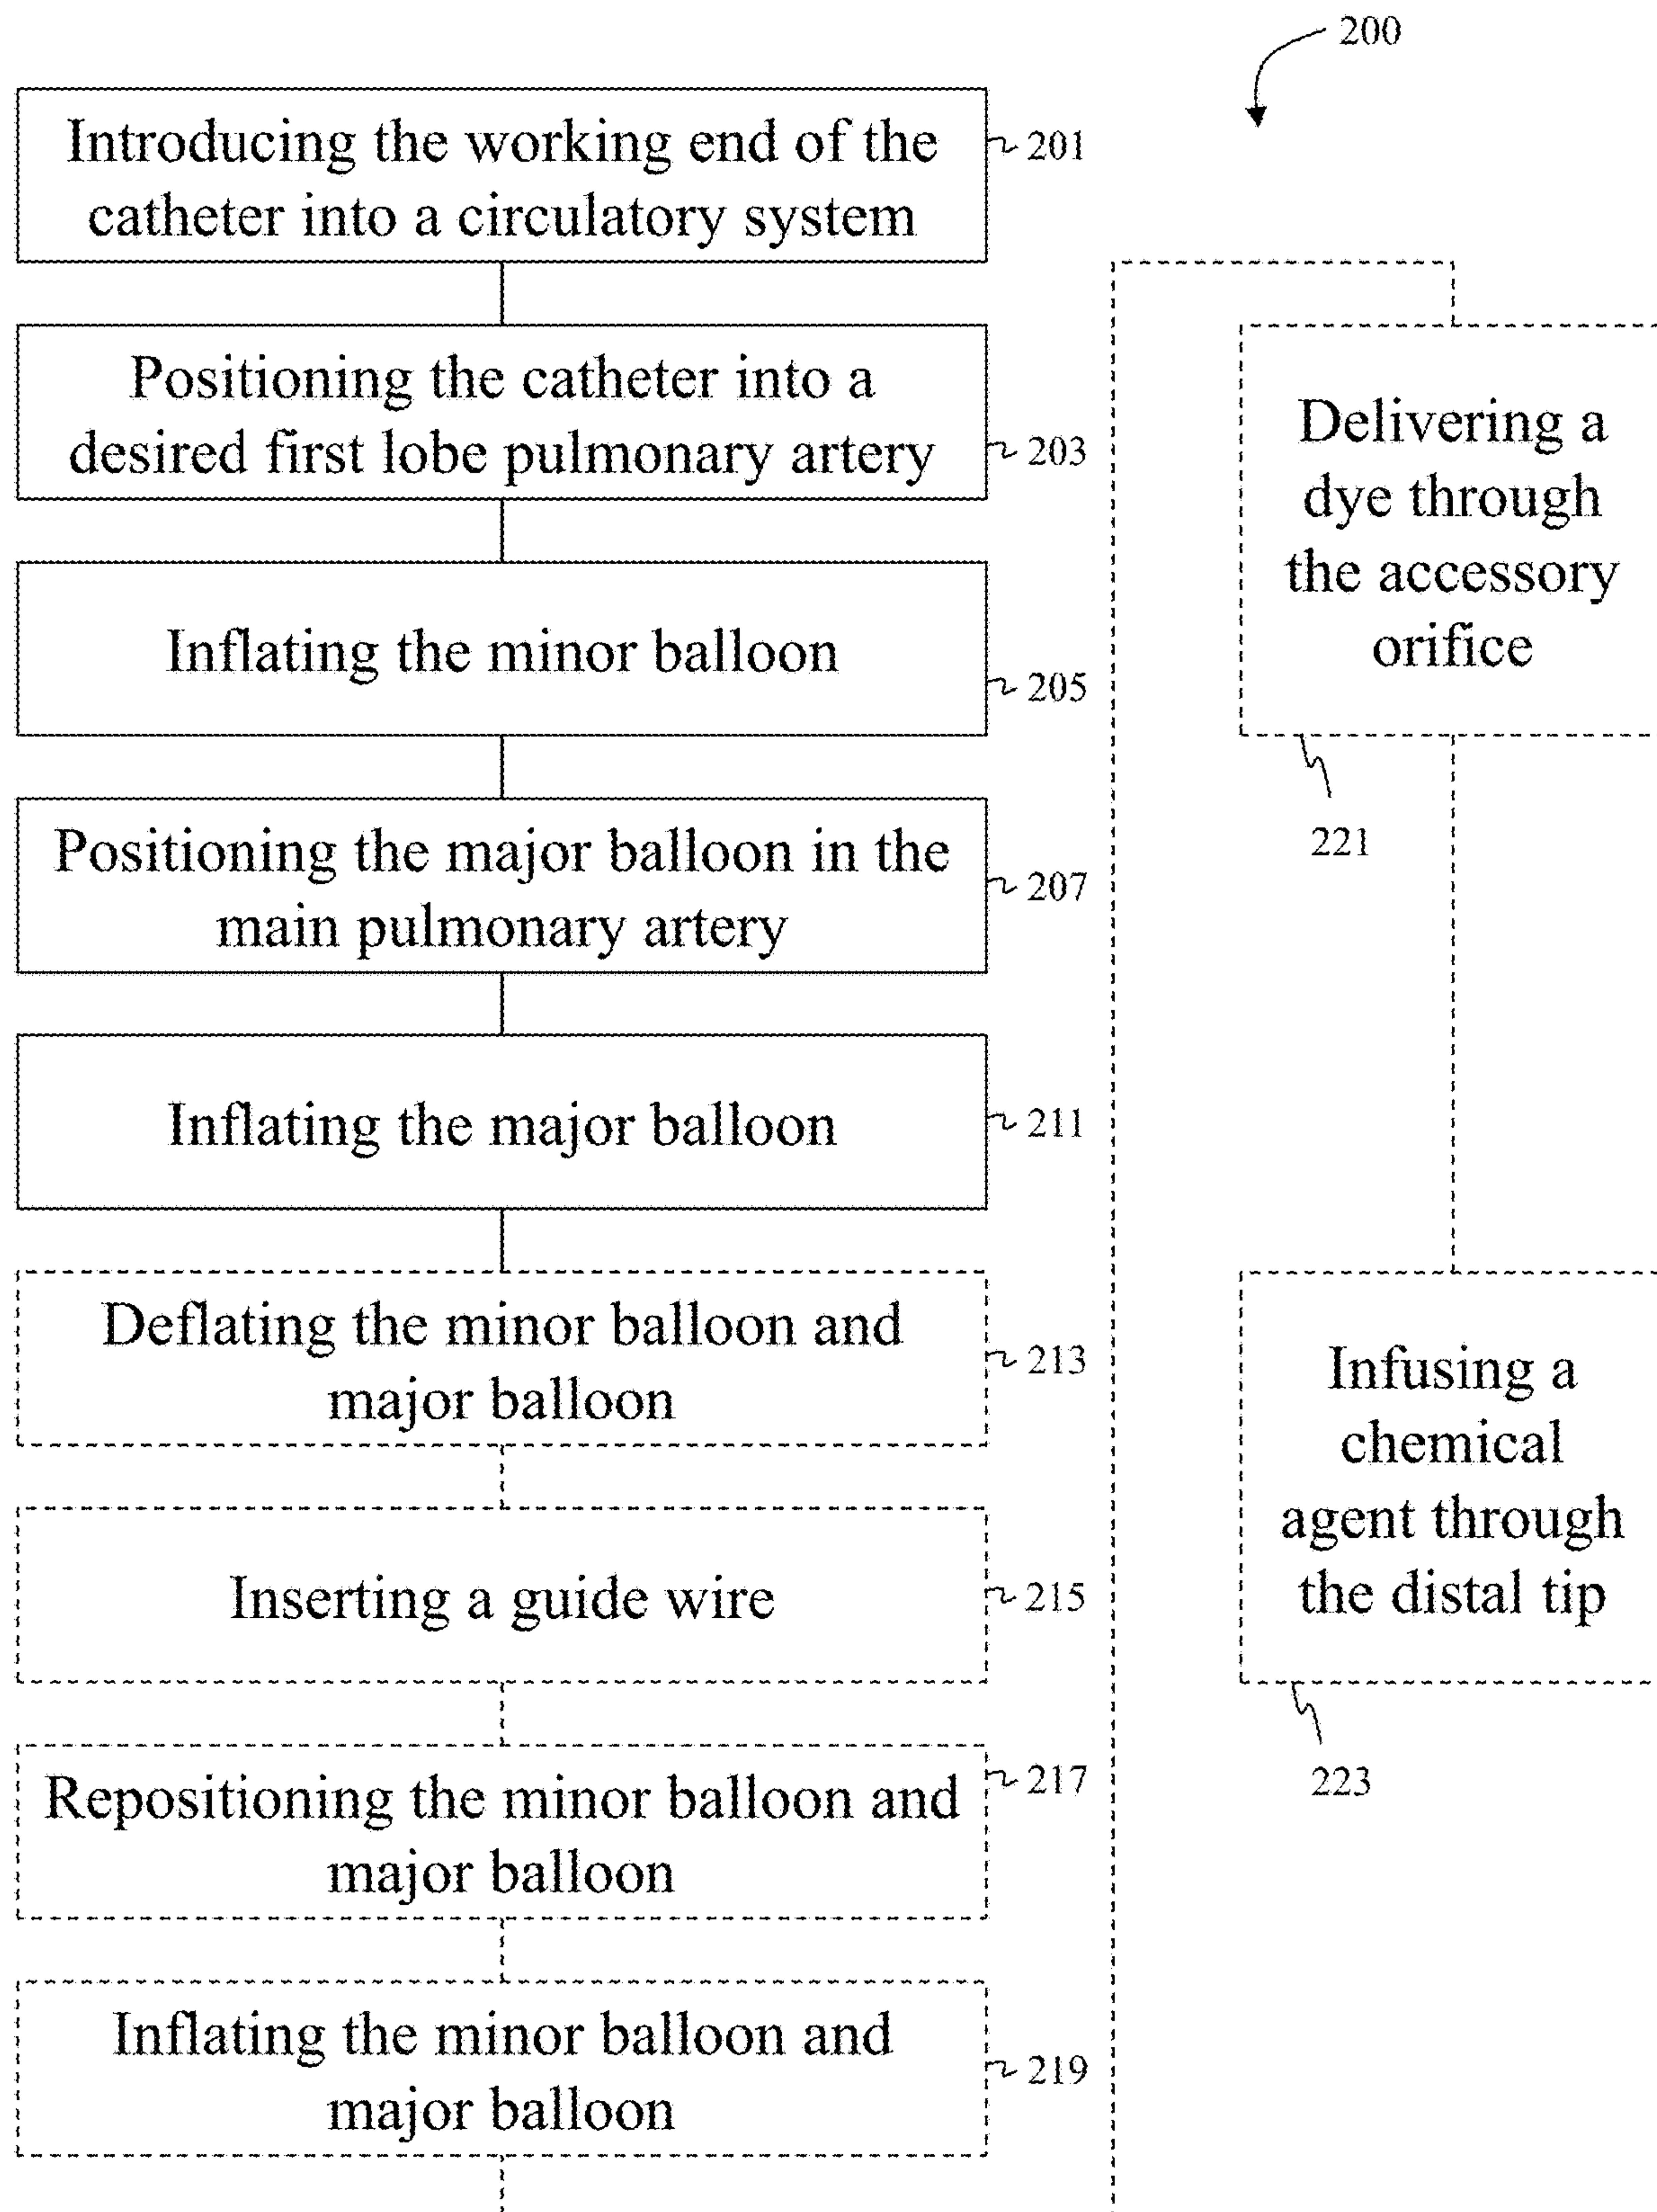 200
Introducing the working end of the
catheter into a circulatory system
201
Positioning the catheter into a
desired first lobe pulmonary artery
203
Inflating the minor balloon
205
Positioning the major balloon in the
main pulmonary artery
207
Inflating the major balloon
211
Deflating the minor balloon and
major balloon
213
Inserting a guide wire
215
Repositioning the minor balloon and
major balloon
217
Inflating the minor balloon and
major balloon
219
Delivering a
dye through
the accessory
orifice
221
Infusing a
chemical
agent through
the distal tip
223